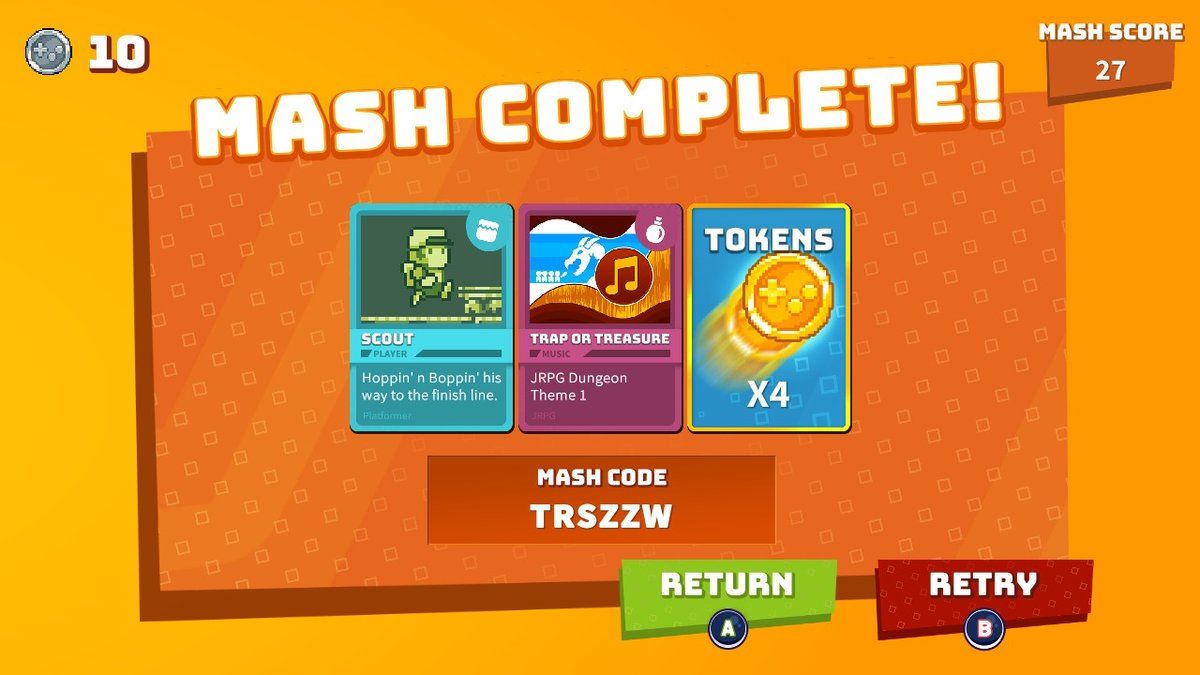 10
MASH SCORE
27
MASH COMPLETE!
SCOUT
PLAYER
Hoppin' n Boppin' his
way to the finish line.
Platformer
TRAP OR TREASURE
MUSIC
JRPG Dungeon
Theme 1
JRPG
TOKENS
X4
MASH CODE
TRSZZW
RETURN
A
RETRY
B